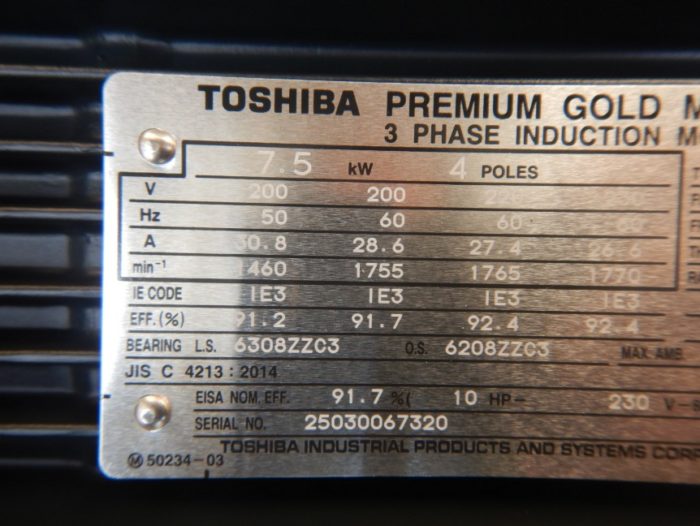 TOSHIBA PREMIUM GOLD M
3 PHASE INDUCTION M
7.5 kW 4 POLES
V 200 200
Hz 50 60 60 60
A 30.8 28.6 27.4 26.6
min-1 1460 1755 1765 1770
IE CODE IE3 IE3 IE3 IE3
EFF.(%) 91.2 91.7 92.4 92.4
BEARING L.S. 6308ZZC3 O.S. 6208ZZC3 MAX. AMB.
JIS C 4213 : 2014
EISA NOM. EFF. 91.7 %( 10 HP- 230 V-
SERIAL NO. 25030067320
TOSHIBA INDUSTRIAL PRODUCTS AND SYSTEMS CORP
Ⓜ 50234-03